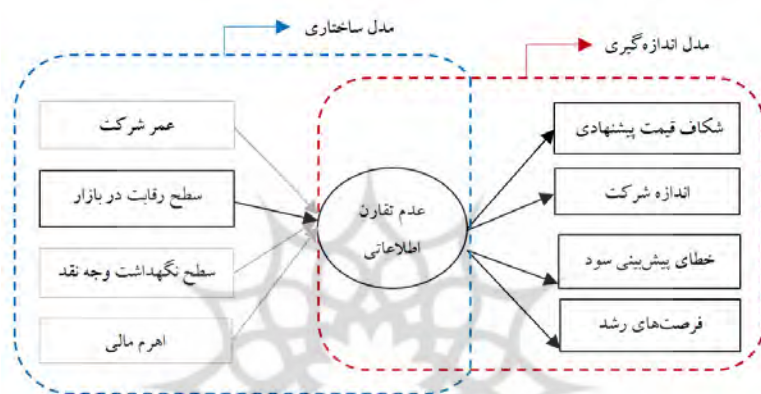 مدل ساختاری
مدل اندازه‌گیری
عمر شرکت
سطح رقابت در بازار
سطح نگهداشت وجه نقد
اهرم مالی
عدم تقارن
اطلاعاتی
شکاف قیمت پیشنهادی
اندازه شرکت
خطای پیش‌بینی سود
فرصت‌های رشد